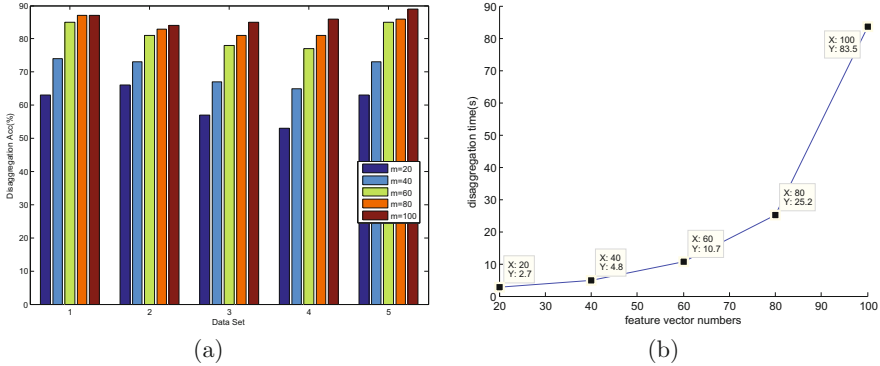 90
80
70
60
50
40
30
20
10
0
Disaggregation Acc(%)
1 2 3 4 5
Data Set
m=20
m=40
m=60
m=80
m=100
(a)
90
80
70
60
50
40
30
20
10
0
disaggregation time(s)
X: 20
Y: 2.7
X: 40
Y: 4.8
X: 60
Y: 10.7
X: 80
Y: 25.2
X: 100
Y: 83.5
20 30 40 50 60 70 80 90 100
feature vector numbers
(b)